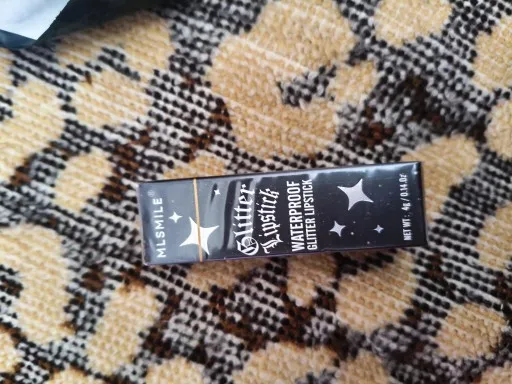 MLSMILE®
Glitter
Lipstick
WATERPROOF
GLITTER LIPSTICK
NET WT: 4g / 0.14 Oz